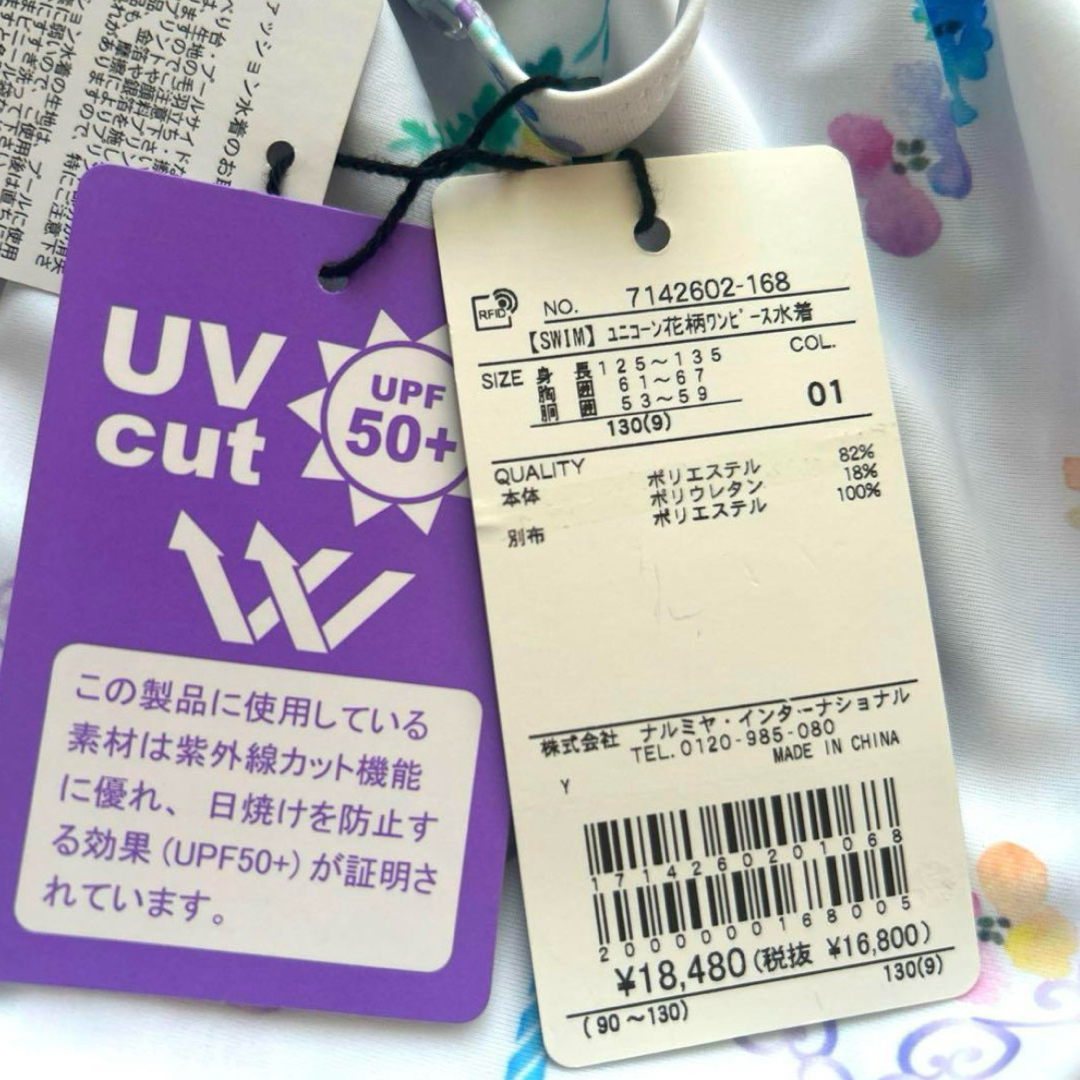 UV
cut
UPF
50+
この製品に使用している
素材は紫外線カット機能
に優れ、日焼けを防止す
る効果(UPF50+)が証明さ
れています。
RFID
NO. 7142602-168
【SWIM】ユニコーン花柄ワンピース水着
SIZE 身長 125～135 COL.
胸囲 61～67
胴囲 53～59 01
130(9)
QUALITY
本体 ポリエステル 82%
ポリウレタン 18%
別布 ポリエステル 100%
株式会社 ナルミヤ・インターナショナル
TEL.0120-985-080
MADE IN CHINA
Y
1714260201068
2000000168005
¥18,480(税抜 ¥16,800)
130(9)
(90～130)